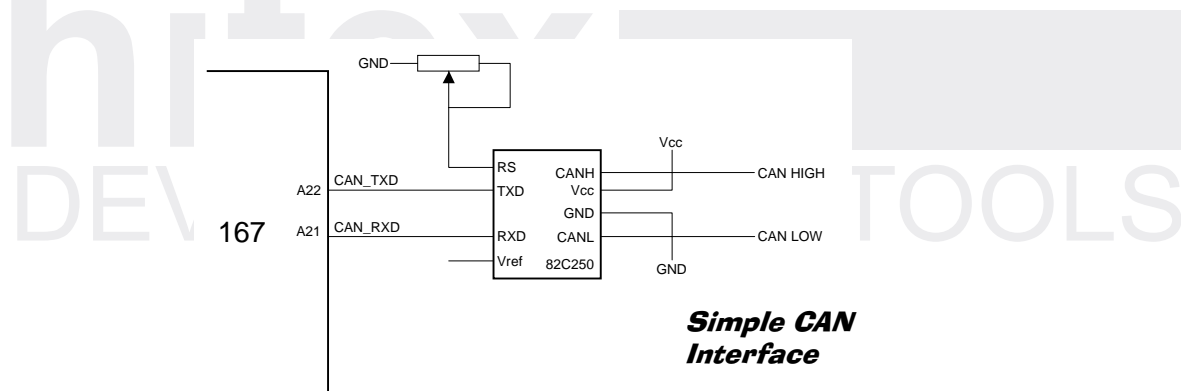 hitex
DEV TOOLS
GND
Vcc
RS
CANH
CAN HIGH
A22
CAN_TXD
TXD
Vcc
GND
167
A21
CAN_RXD
RXD
CANL
CAN LOW
Vref
82C250
GND
Simple CAN
Interface